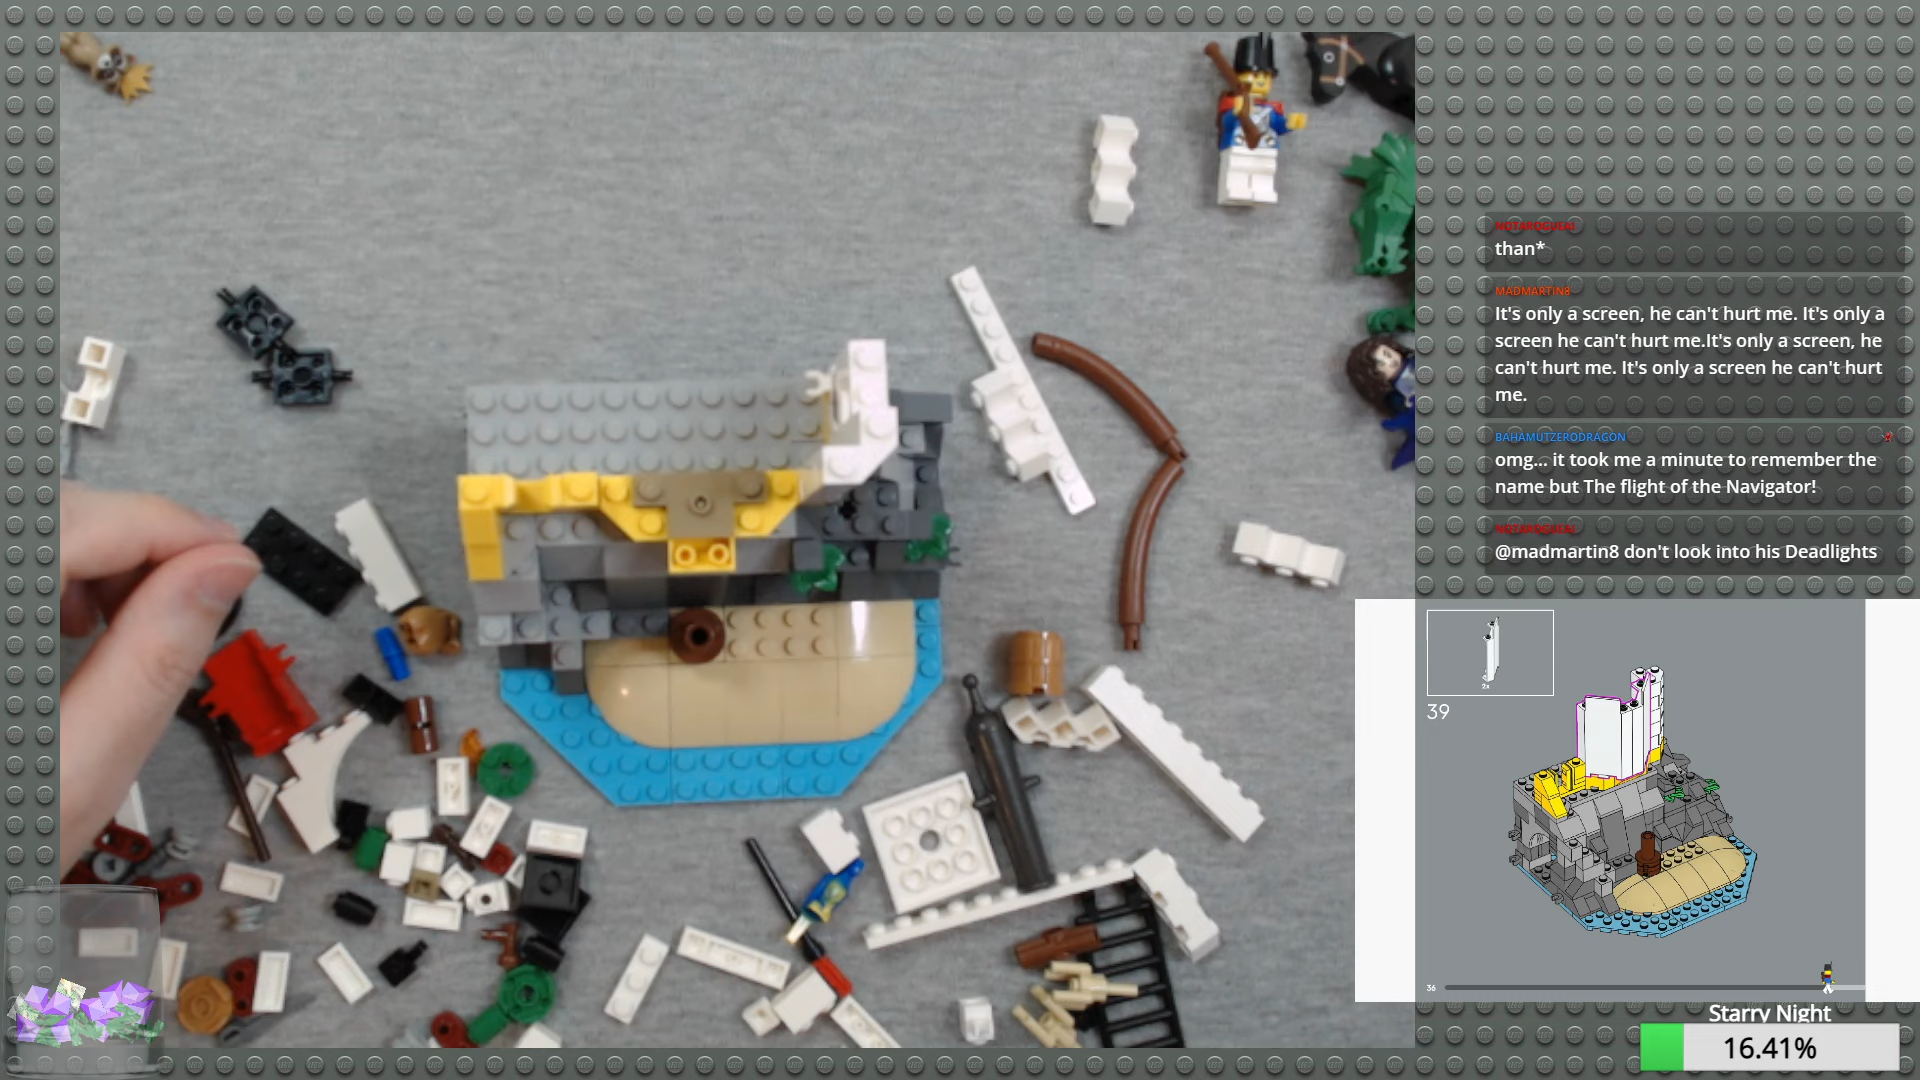 than*
MADMARTIN8
It's only a screen, he can't hurt me. It's only a
screen he can't hurt me.It's only a screen, he
can't hurt me. It's only a screen he can't hurt
me.
BAHAMUTZERODRAGON
omg... it took me a minute to remember the
name but The flight of the Navigator!
@madmartin8 don't look into his Deadlights
2x
39
36
Starry Night
16.41%